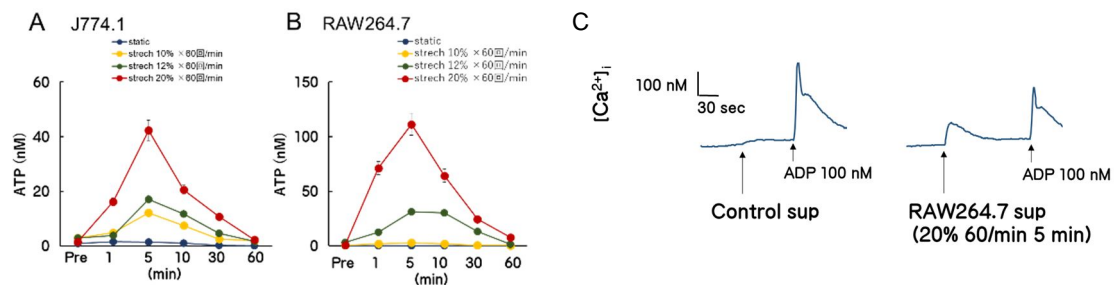 A J774.1
static
strech 10% ×60回/min
strech 12% ×60回/min
strech 20% ×60回/min
60
40
20
0
ATP (nM)
Pre 1 5 10 30 60
(min)
B RAW264.7
static
strech 10% ×60回/min
strech 12% ×60回/min
strech 20% ×60回/min
150
100
50
0
ATP (nM)
Pre 1 5 10 30 60
(min)
C
[Ca²⁺]i
100 nM
30 sec
ADP 100 nM
Control sup
ADP 100 nM
RAW264.7 sup
(20% 60/min 5 min)